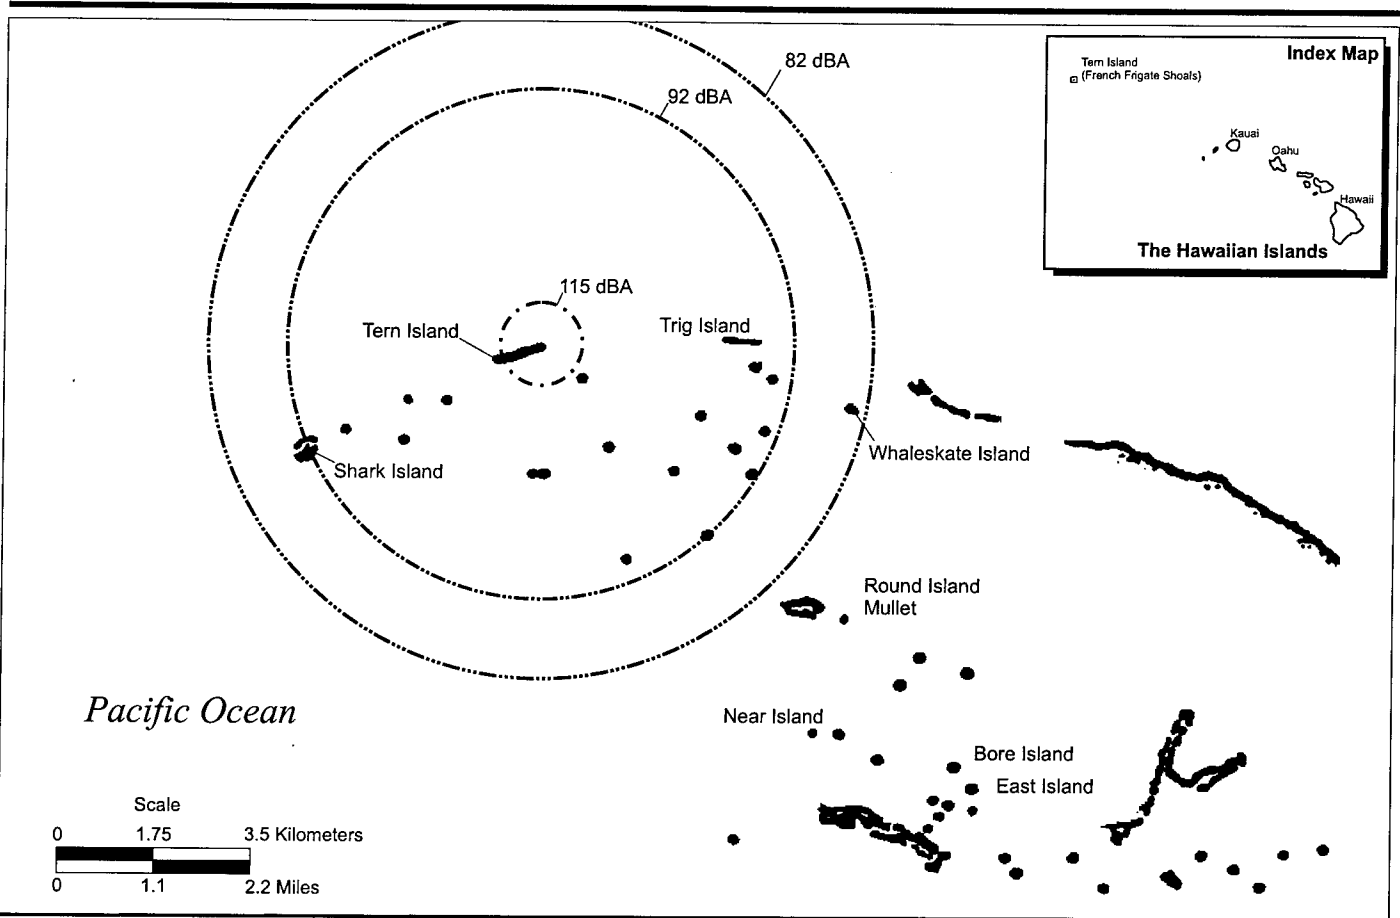 82 dBA
92 dBA
115 dBA
Tern Island
Trig Island
Shark Island
Whaleskate Island
Round Island
Mullet
Near Island
Bore Island
East Island
Pacific Ocean
Scale
0 1.75 3.5 Kilometers
0 1.1 2.2 Miles
Index Map
Tern Island
(French Frigate Shoals)
Kauai
Oahu
Hawaii
The Hawaiian Islands